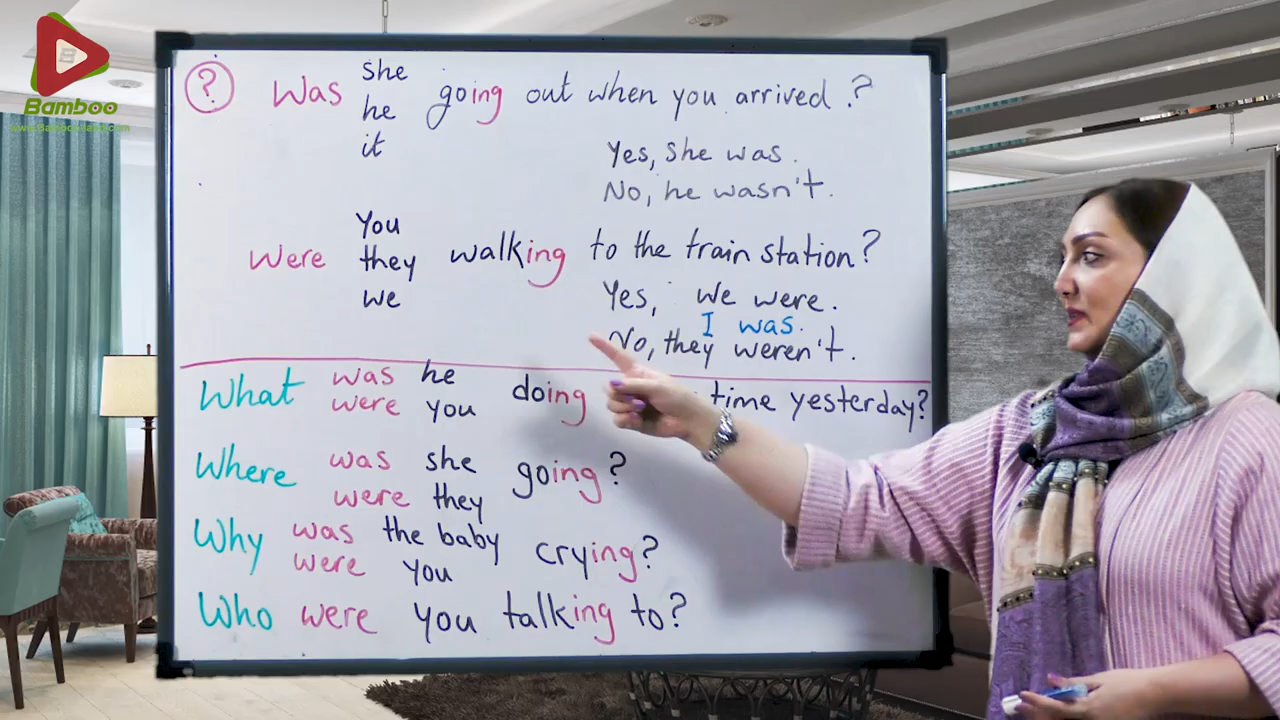 Bamboo
?
she
Was he going out when you arrived ?
it
Yes, she was.
No, he wasn't.
You
were they walking to the train station?
we
Yes, we were.
I was.
No, they weren't.
What was he doing time yesterday?
were you
Where was she going?
were they
Why was the baby crying?
were you
Who were you talking to?